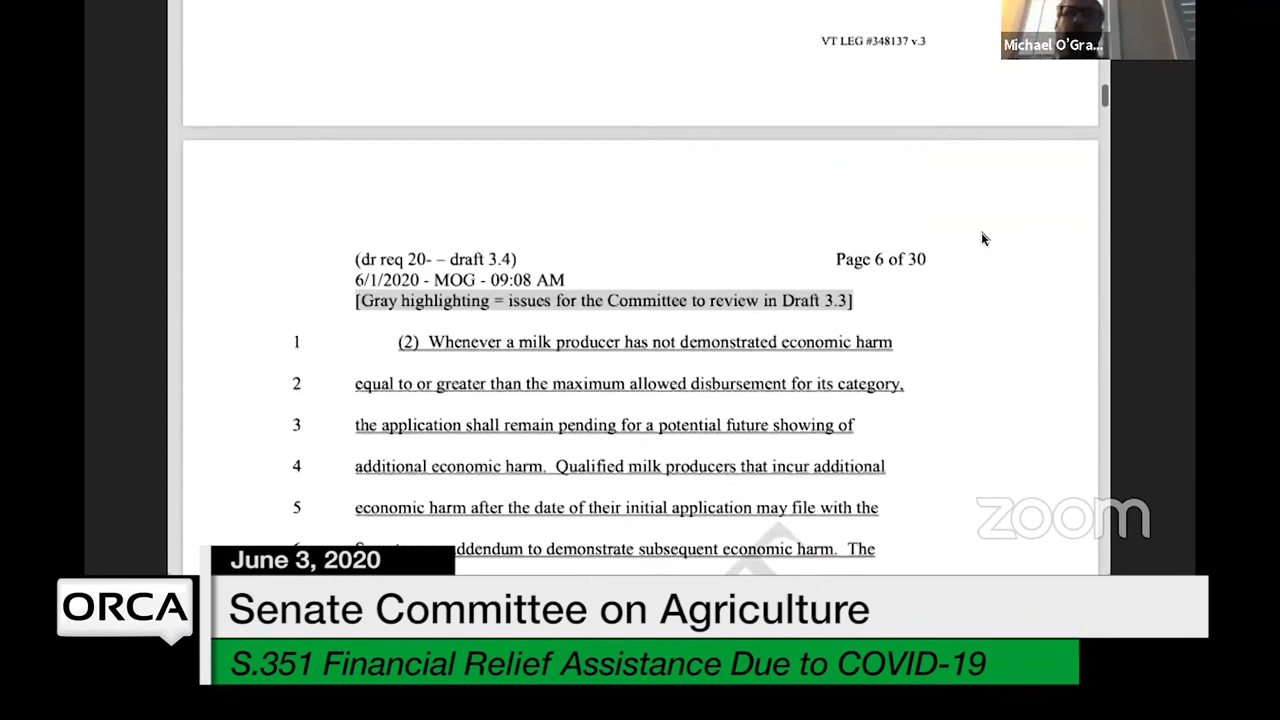 VT LEG #348137 v.3
Michael O'Gra...
(dr req 20- – draft 3.4)
Page 6 of 30
6/1/2020 - MOG - 09:08 AM
[Gray highlighting = issues for the Committee to review in Draft 3.3]
1 (2) Whenever a milk producer has not demonstrated economic harm
2 equal to or greater than the maximum allowed disbursement for its category,
3 the application shall remain pending for a potential future showing of
4 additional economic harm. Qualified milk producers that incur additional
5 economic harm after the date of their initial application may file with the
addendum to demonstrate subsequent economic harm. The
zoom
June 3, 2020
ORCA
Senate Committee on Agriculture
S.351 Financial Relief Assistance Due to COVID-19